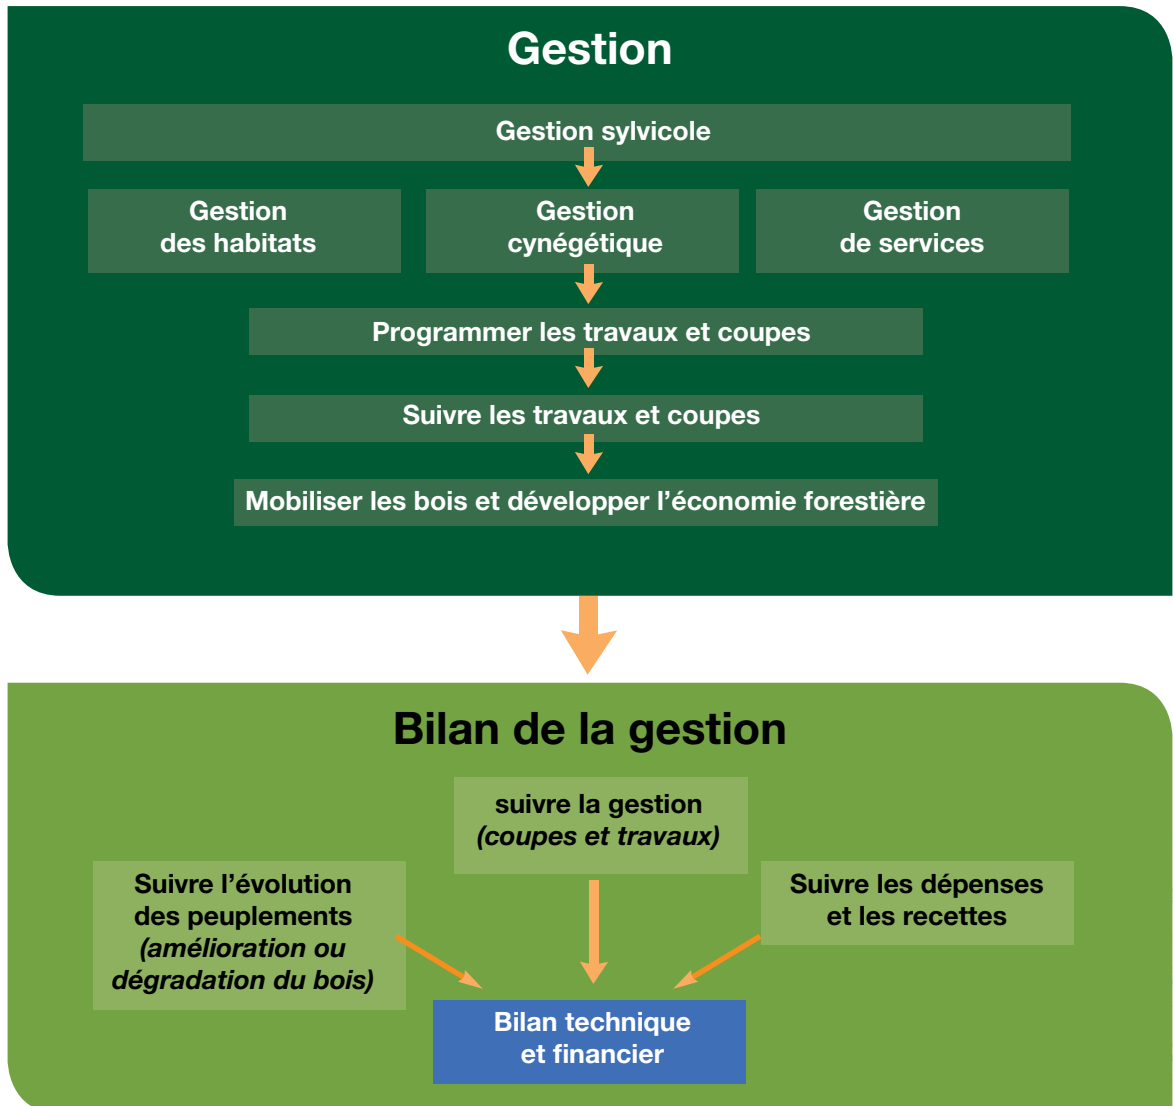 Gestion
Gestion sylvicole
Gestion
des habitats
Gestion
cynégétique
Gestion
de services
Programmer les travaux et coupes
Suivre les travaux et coupes
Mobiliser les bois et développer l’économie forestière
Bilan de la gestion
suivre la gestion
(coupes et travaux)
Suivre l’évolution
des peuplements
(amélioration ou
dégradation du bois)
Suivre les dépenses
et les recettes
Bilan technique
et financier